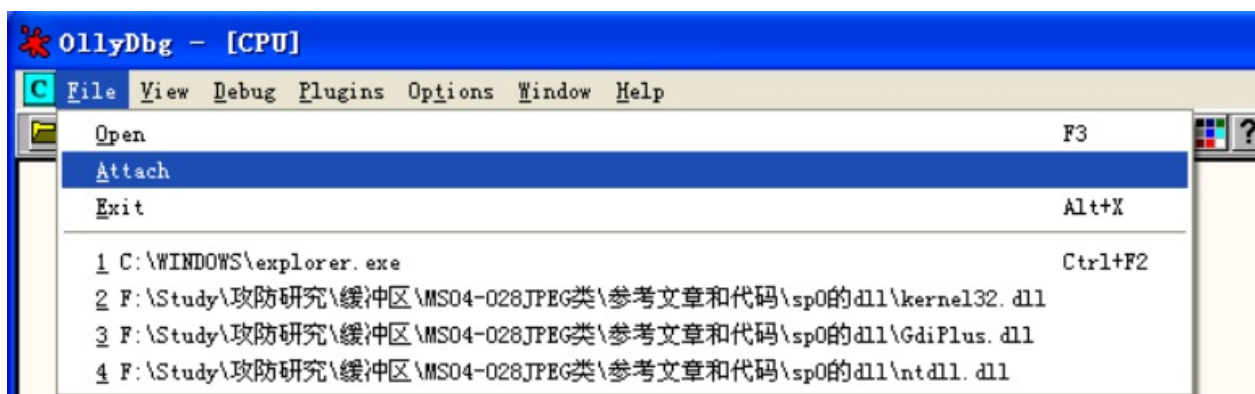 OllyDbg - [CPU]
C File View Debug Plugins Options Window Help
Open F3
?
Attach
Exit Alt+X
1 C:\WINDOWS\explorer.exe Ctrl+F2
2 F:\Study\攻防研究\缓冲区\MS04-028JPEG类\参考文章和代码\sp0的dll\kernel32.dll
3 F:\Study\攻防研究\缓冲区\MS04-028JPEG类\参考文章和代码\sp0的dll\GdiPlus.dll
4 F:\Study\攻防研究\缓冲区\MS04-028JPEG类\参考文章和代码\sp0的dll\ntdll.dll